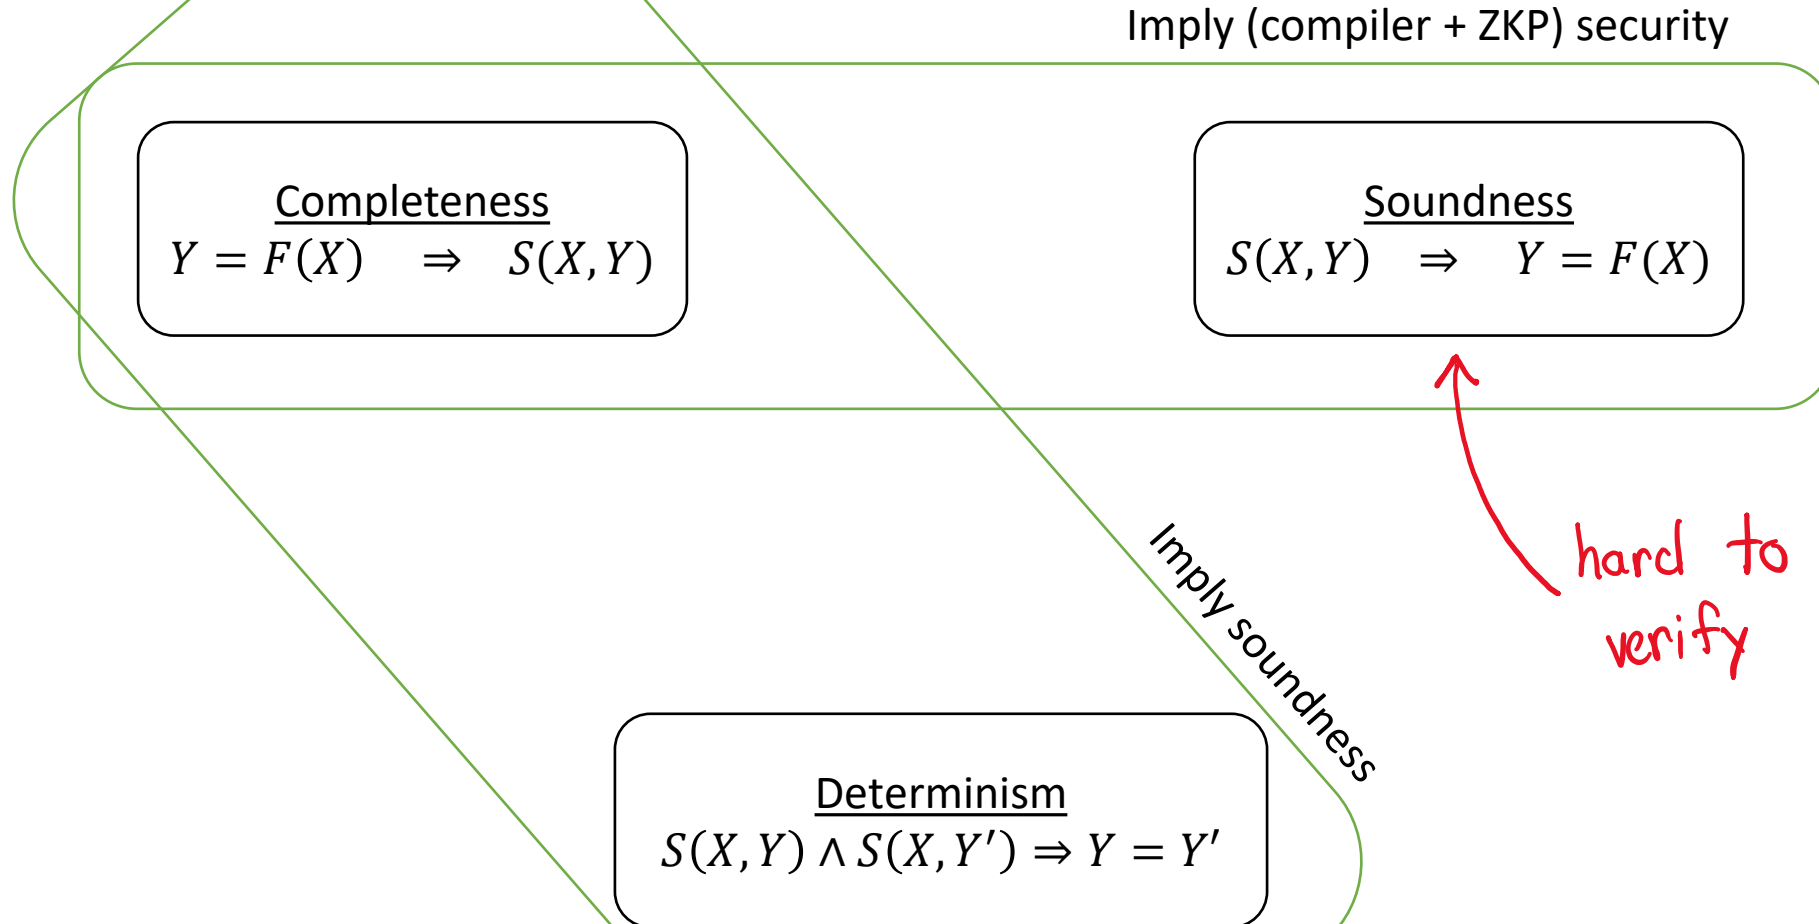 Imply (compiler + ZKP) security
Completeness
Y = F(X) ⇒ S(X, Y)
Soundness
S(X, Y) ⇒ Y = F(X)
hard to
verify
Imply soundness
Determinism
S(X, Y) ∧ S(X, Y′) ⇒ Y = Y′